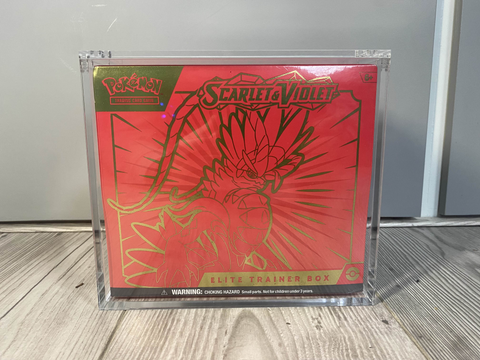 Pokémon
SCARLET & VIOLET
ELITE TRAINER BOX
WARNING: CHOKING HAZARD Small parts. Not for children under 3 years.